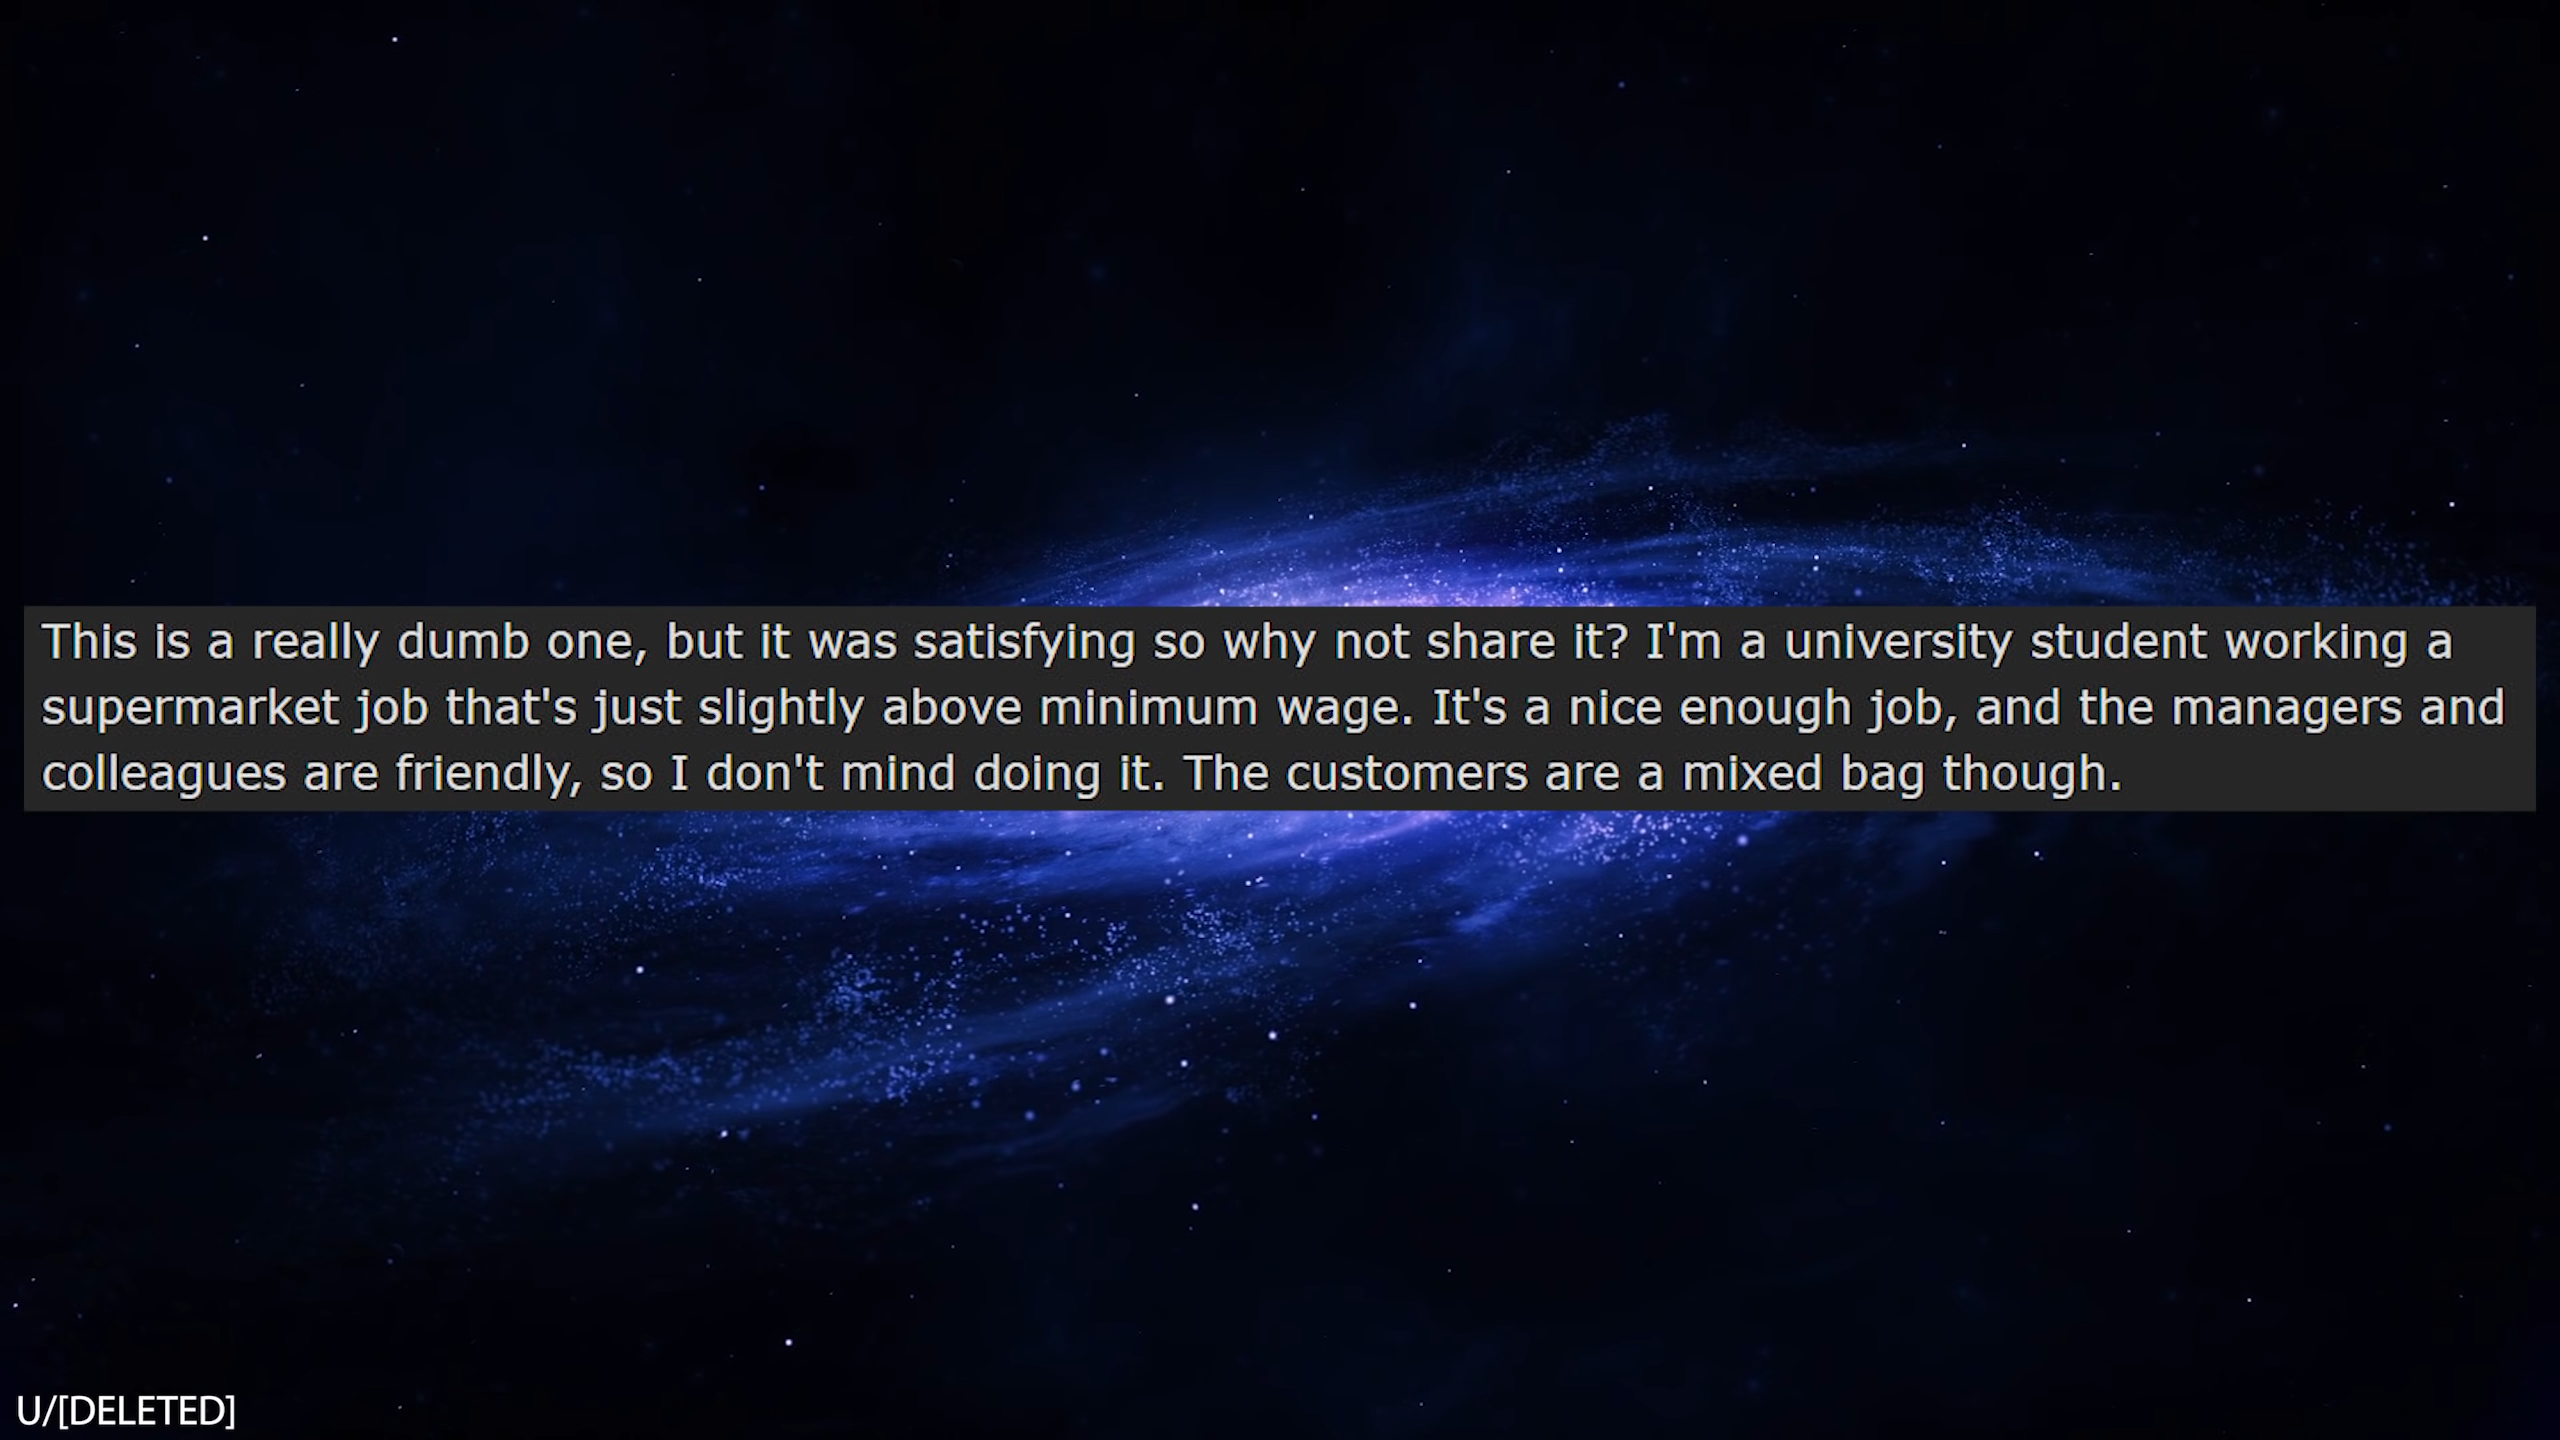 This is a really dumb one, but it was satisfying so why not share it? I'm a university student working a
supermarket job that's just slightly above minimum wage. It's a nice enough job, and the managers and
colleagues are friendly, so I don't mind doing it. The customers are a mixed bag though.
U/[DELETED]